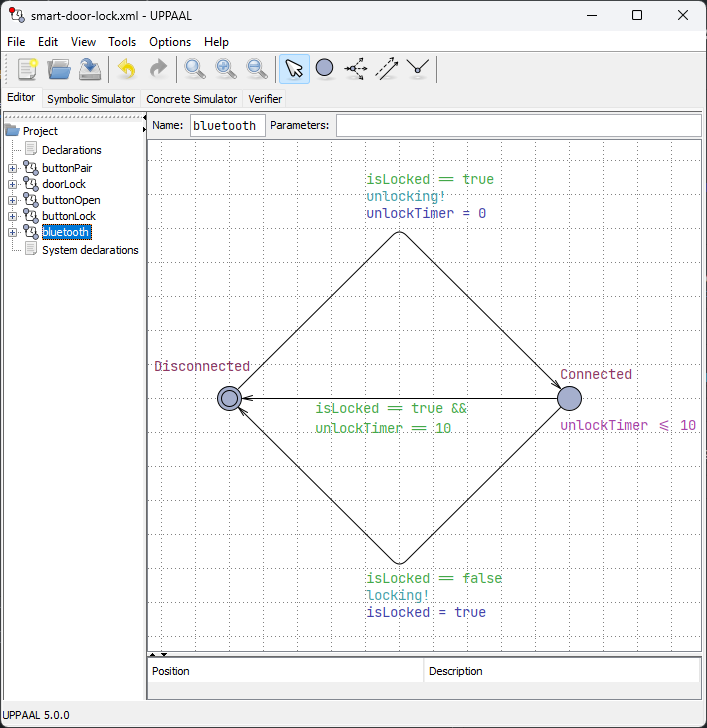 smart-door-lock.xml - UPPAAL
File Edit View Tools Options Help
Editor Symbolic Simulator Concrete Simulator Verifier
Project
Declarations
buttonPair
doorLock
buttonOpen
buttonLock
bluetooth
System declarations
Name: bluetooth Parameters:
isLocked == true
unlocking!
unlockTimer = 0
Disconnected
Connected
isLocked == true &&
unlockTimer == 10
unlockTimer <= 10
isLocked == false
locking!
isLocked = true
Position Description
UPPAAL 5.0.0